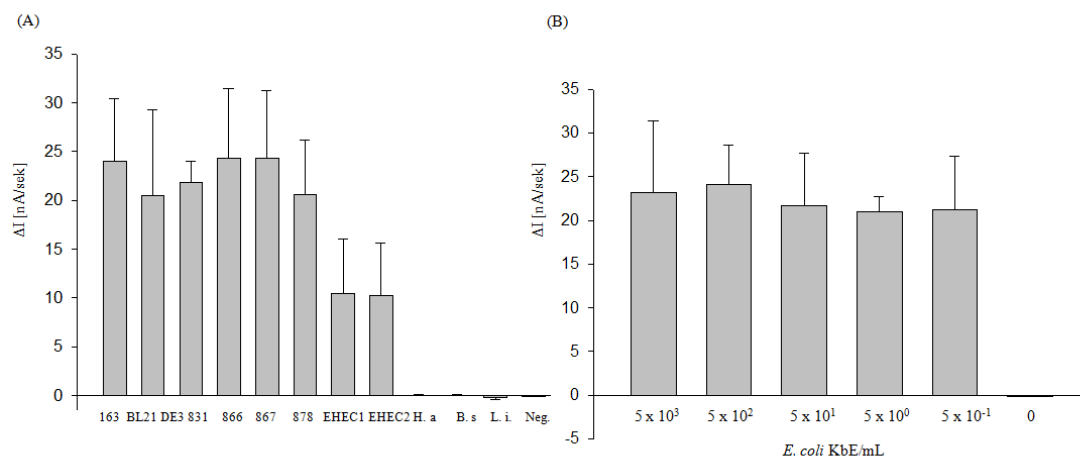 (A)
35
30
25
20
15
10
5
0
ΔI [nA/sek]
163 BL21 DE3 831 866 867 878 EHEC1 EHEC2 H. a B. s L. i. Neg.
(B)
35
30
25
20
15
10
5
0
-5
ΔI [nA/sek]
5 x 10³ 5 x 10² 5 x 10¹ 5 x 10⁰ 5 x 10⁻¹ 0
E. coli KbE/mL